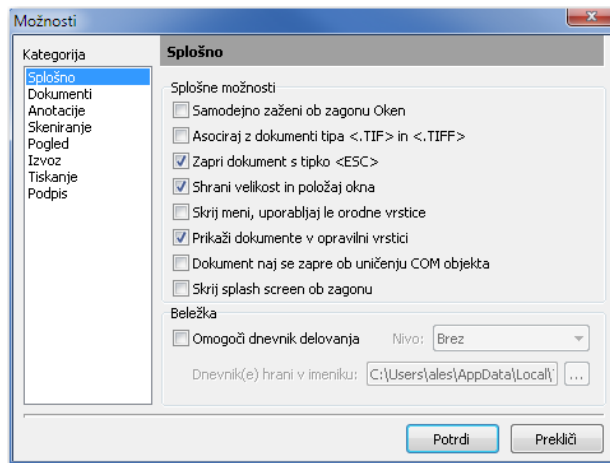 Možnosti
Kategorija
Splošno
Dokumenti
Anotacije
Skeniranje
Pogled
Izvoz
Tiskanje
Podpis
Splošno
Splošne možnosti
Samodejno zaženi ob zagonu Oken
Asociraj z dokumenti tipa <.TIF> in <.TIFF>
Zapri dokument s tipko <ESC>
Shrani velikost in položaj okna
Skrij meni, uporabljaj le orodne vrstice
Prikaži dokumente v opravilni vrstici
Dokument naj se zapre ob uničenju COM objekta
Skrij splash screen ob zagonu
Beležka
Omogoči dnevnik delovanja Nivo: Brez
Dnevnik(e) hrani v imeniku: C:\Users\ales\AppData\Local\ ...
Potrdi Prekliči